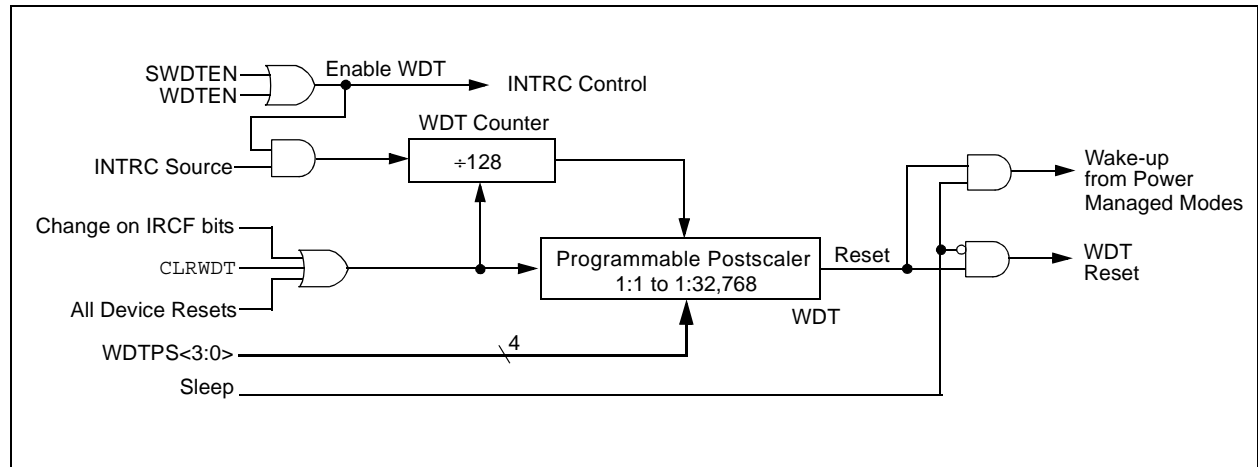 SWDTEN
WDTEN
Enable WDT
INTRC Control
WDT Counter
÷128
INTRC Source
Change on IRCF bits
CLRWDT
All Device Resets
Programmable Postscaler
1:1 to 1:32,768
Reset
WDT
Wake-up
from Power
Managed Modes
WDT
Reset
WDTPS<3:0>
4
Sleep